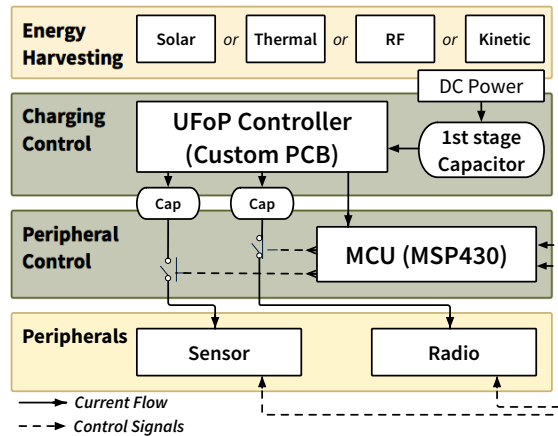 Energy
Harvesting
Solar or Thermal or RF or Kinetic
DC Power
Charging
Control
UFoP Controller
(Custom PCB)
1st stage
Capacitor
Cap Cap
Peripheral
Control
MCU (MSP430)
Peripherals
Sensor Radio
Current Flow
Control Signals